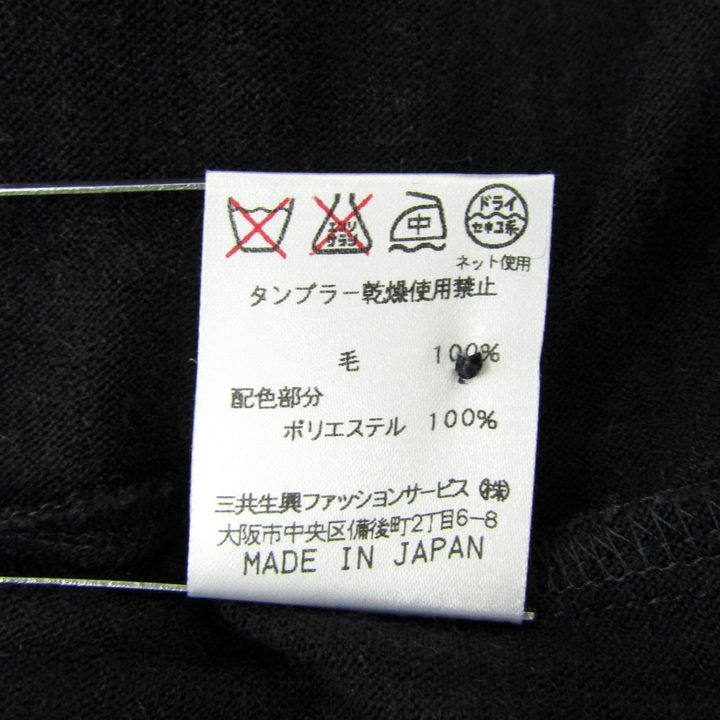 エンソ
サラシ
中
ドライ
セキユ系
ネット使用
タンブラー乾燥使用禁止
毛 100%
配色部分
ポリエステル 100%
三共生興ファッションサービス(株)
大阪市中央区備後町2丁目6-8
MADE IN JAPAN